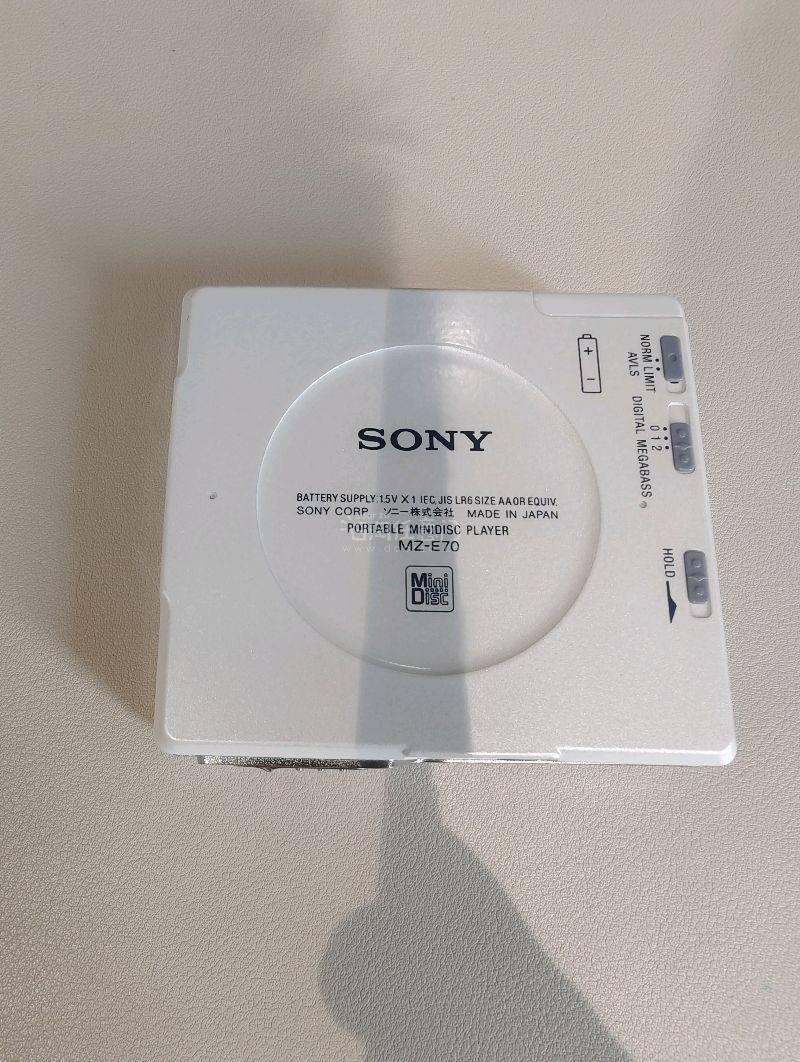 SONY
BATTERY SUPPLY:1.5V X 1 IEC, JIS LR6 SIZE AA OR EQUIV.
SONY CORP. ソニー株式会社 MADE IN JAPAN
PORTABLE MINIDISC PLAYER
MZ-E70
Mini
Disc
+
-
NORM LIMIT
AVLS
0 1 2
DIGITAL MEGABASS
HOLD